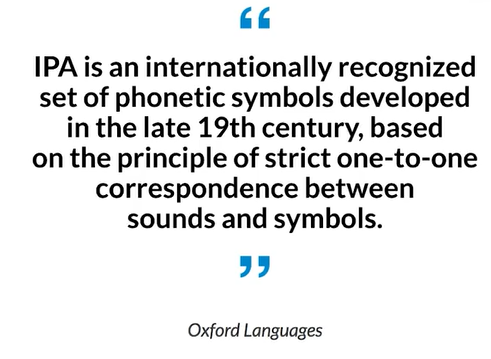 “
IPA is an internationally recognized
set of phonetic symbols developed
in the late 19th century, based
on the principle of strict one-to-one
correspondence between
sounds and symbols.
”
Oxford Languages